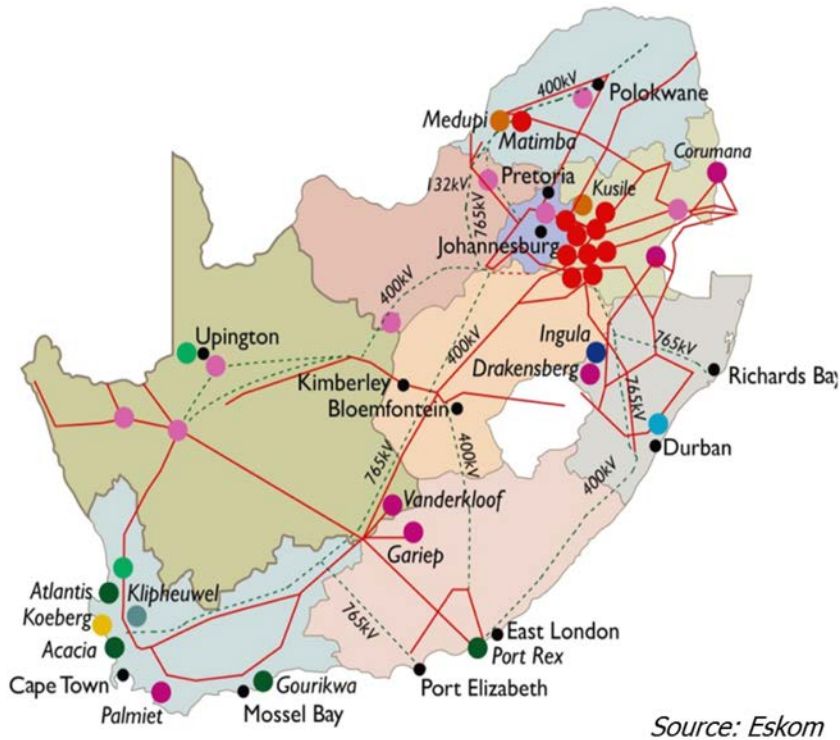 400kV
Polokwane
Medupi
Matimba
Corumana
Pretoria
132kV
Kusile
765kV
Johannesburg
400kV
Upington
400kV
Ingula
765kV
Drakensberg
Kimberley
Richards Bay
Bloemfontein
765kV
Durban
765kV
400kV
400kV
Vanderkloof
Gariep
Atlantis
Klipheuwel
Koeberg
765kV
East London
Acacia
Port Rex
Cape Town
Gourikwa
Port Elizabeth
Palmiet
Mossel Bay
Source: Eskom